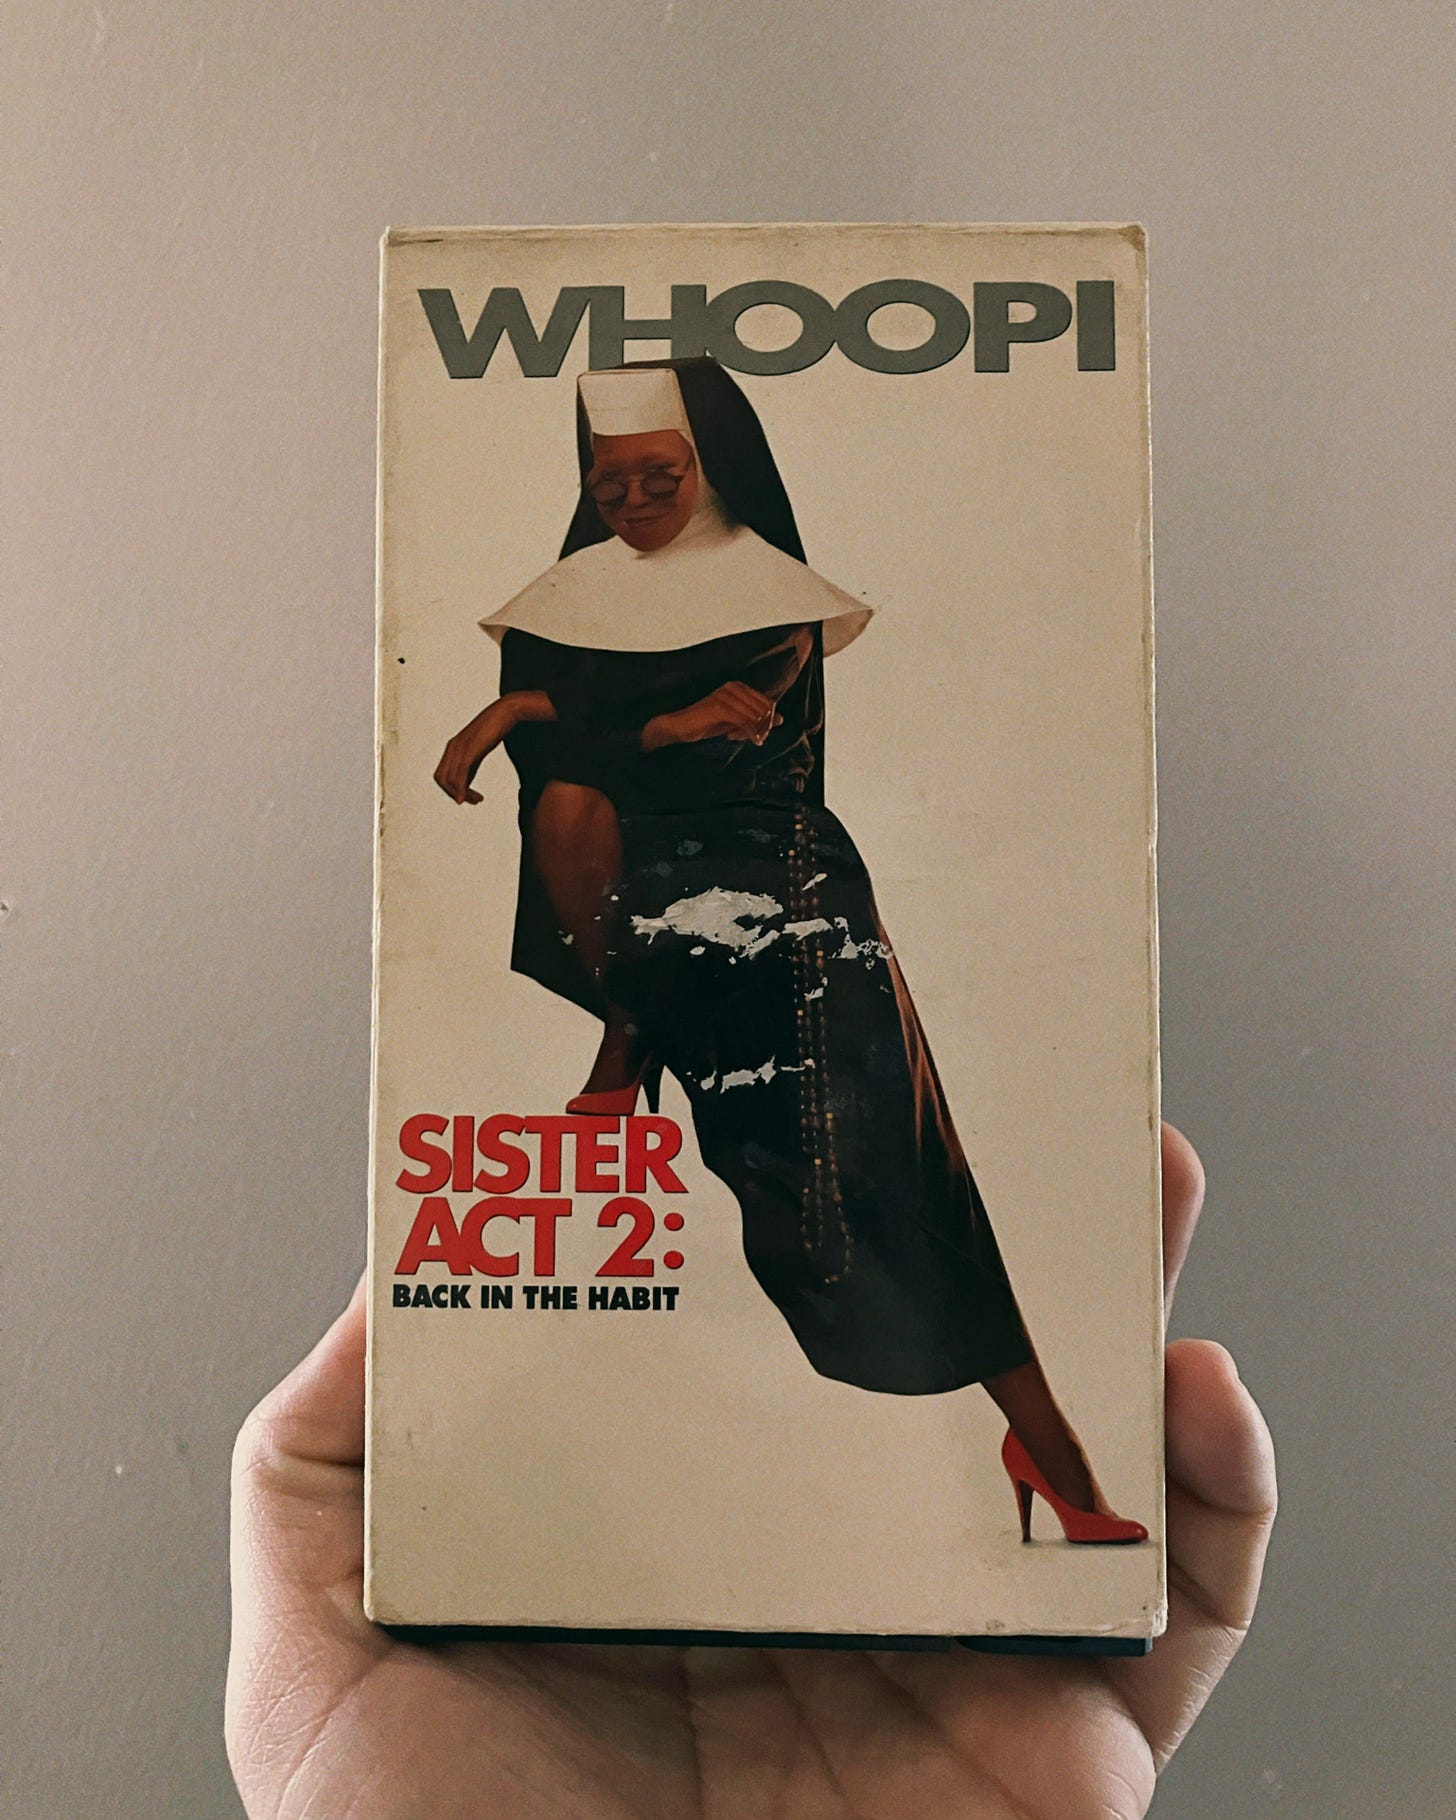 WHOOPI
SISTER
ACT 2:
BACK IN THE HABIT